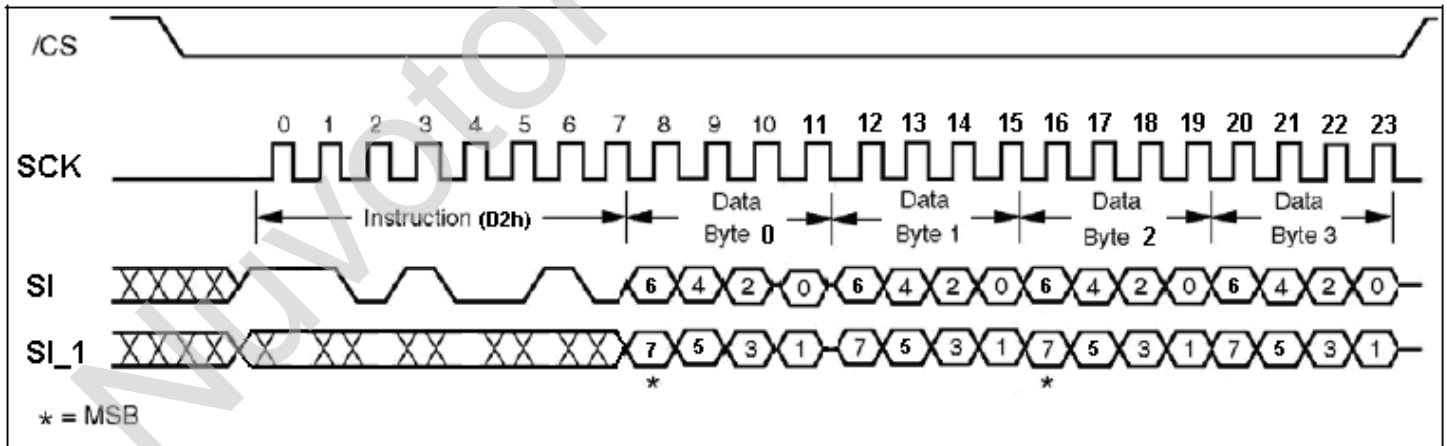 /CS
0 1 2 3 4 5 6 7 8 9 10 11 12 13 14 15 16 17 18 19 20 21 22 23
SCK
Instruction (D2h) Data Data Data Data
Byte 0 Byte 1 Byte 2 Byte 3
SI 6 4 2 0 6 4 2 0 6 4 2 0 6 4 2 0
SI_1 7 5 3 1 7 5 3 1 7 5 3 1 7 5 3 1
* *
* = MSB
Nuvoton